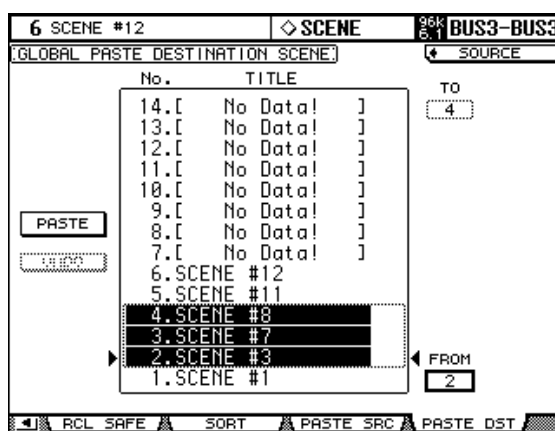 6 SCENE #12 ◇SCENE 96k 6.1 BUS3-BUS3
GLOBAL PASTE DESTINATION SCENE
SOURCE
No. TITLE
TO
4
14.[ No Data! ]
13.[ No Data! ]
12.[ No Data! ]
11.[ No Data! ]
10.[ No Data! ]
9.[ No Data! ]
8.[ No Data! ]
7.[ No Data! ]
6.SCENE #12
5.SCENE #11
4.SCENE #8
3.SCENE #7
2.SCENE #3
1.SCENE #1
PASTE
UNDO
FROM
2
RCL SAFE SORT PASTE SRC PASTE DST